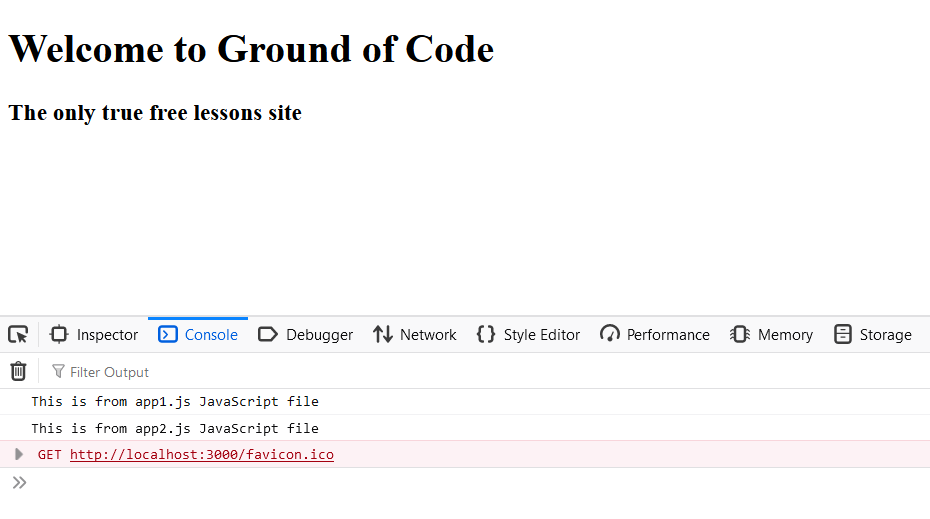 Welcome to Ground of Code
The only true free lessons site
Inspector Console Debugger Network Style Editor Performance Memory Storage
Filter Output
This is from app1.js JavaScript file
This is from app2.js JavaScript file
GET http://localhost:3000/favicon.ico